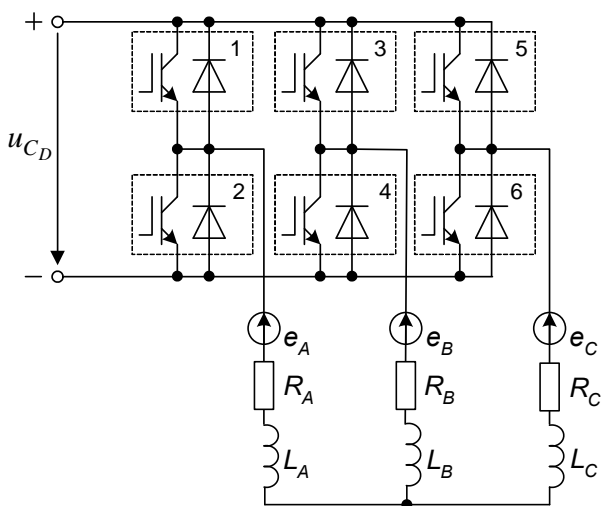 +
1
3
5
u_{C_D}
2
4
6
−
e_A
e_B
e_C
R_A
R_B
R_C
L_A
L_B
L_C